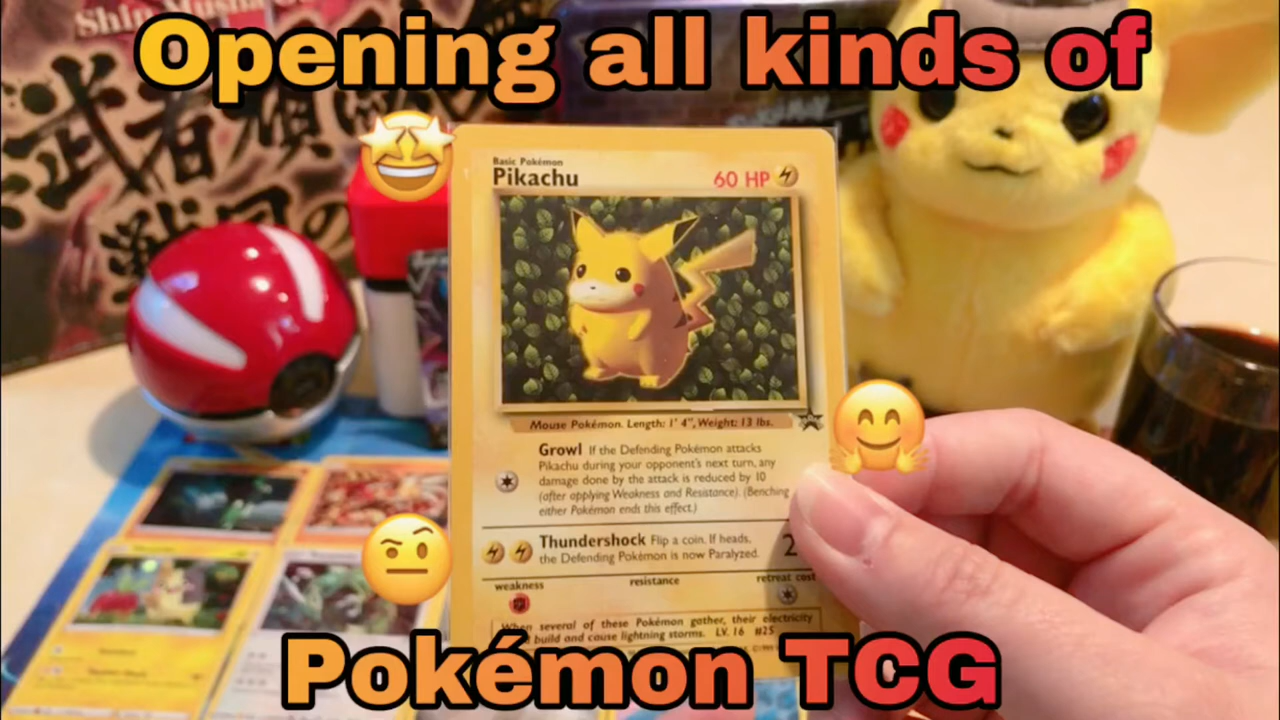 Opening all kinds of
Shin Musha
Basic Pokémon
Pikachu
60 HP
Mouse Pokémon. Length: 1' 4", Weight: 13 lbs.
Growl If the Defending Pokémon attacks
Pikachu during your opponent's next turn, any
damage done by the attack is reduced by 10
(after applying Weakness and Resistance). (Benching
either Pokémon ends this effect.)
Thundershock Flip a coin. If heads,
the Defending Pokémon is now Paralyzed.
2
weakness
resistance
retreat cost
When several of these Pokémon gather, their electricity
build and cause lightning storms. LV. 16 #25
Pokémon TCG